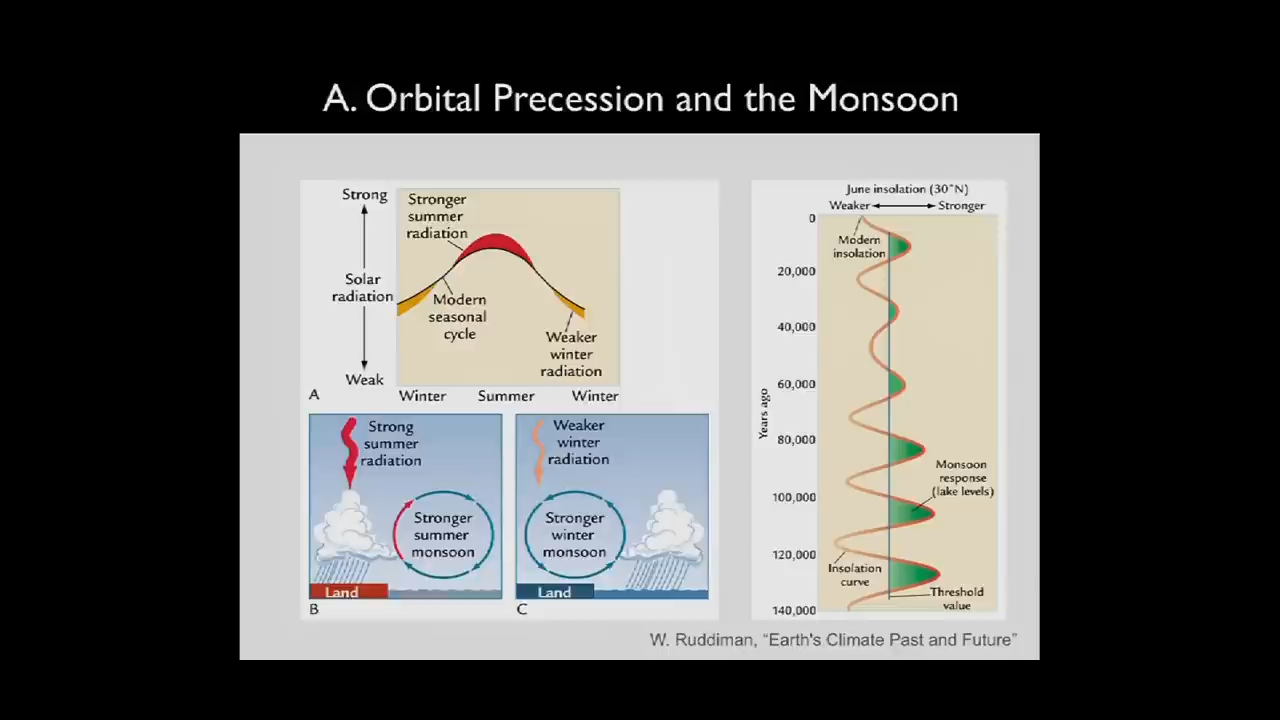 A. Orbital Precession and the Monsoon
Strong
Solar
radiation
Weak
Stronger
summer
radiation
Modern
seasonal
cycle
Weaker
winter
radiation
A
Winter
Summer
Winter
Strong
summer
radiation
Stronger
summer
monsoon
Land
B
Weaker
winter
radiation
Stronger
winter
monsoon
Land
C
June insolation (30°N)
Weaker
Stronger
Years ago
0
20,000
40,000
60,000
80,000
100,000
120,000
140,000
Modern
insolation
Monsoon
response
(lake levels)
Insolation
curve
Threshold
value
W. Ruddiman, “Earth's Climate Past and Future”